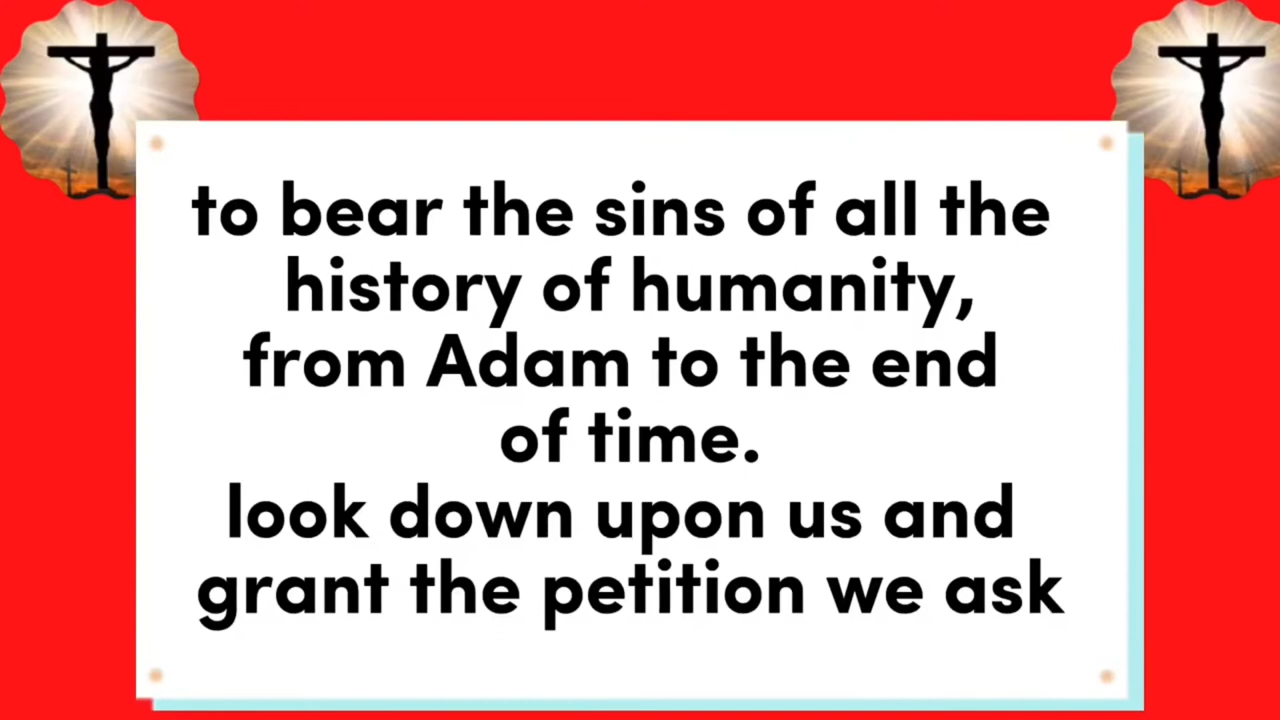 to bear the sins of all the
history of humanity,
from Adam to the end
of time.
look down upon us and
grant the petition we ask